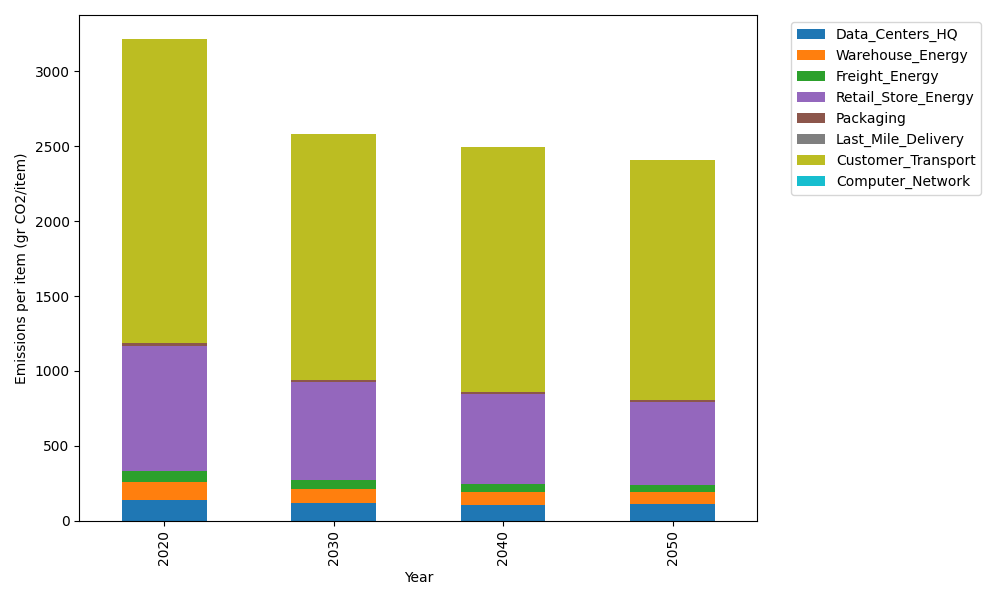 Emissions per item (gr CO2/item)
3000
2500
2000
1500
1000
500
0
2020
2030
2040
2050
Year
Data_Centers_HQ
Warehouse_Energy
Freight_Energy
Retail_Store_Energy
Packaging
Last_Mile_Delivery
Customer_Transport
Computer_Network